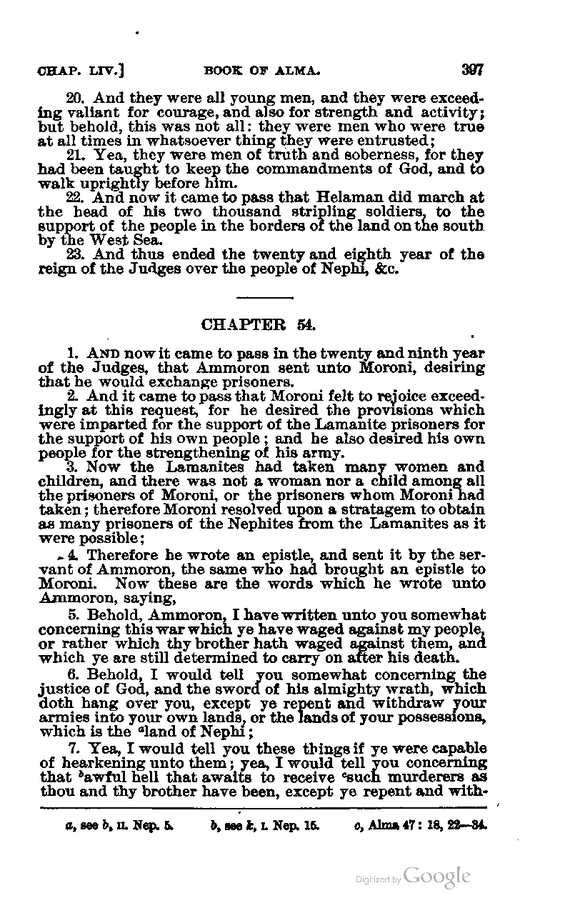 CHAP. LIV.] BOOK OF ALMA. 397
20. And they were all young men, and they were exceed-
ing valiant for courage, and also for strength and activity;
but behold, this was not all: they were men who were true
at all times in whatsoever thing they were entrusted;
21. Yea, they were men of truth and soberness, for they
had been taught to keep the commandments of God, and to
walk uprightly before him.
22. And now it came to pass that Helaman did march at
the head of his two thousand stripling soldiers, to the
support of the people in the borders of the land on the south
by the West Sea.
23. And thus ended the twenty and eighth year of the
reign of the Judges over the people of Nephi, &c.
CHAPTER 54.
1. AND now it came to pass in the twenty and ninth year
of the Judges, that Ammoron sent unto Moroni, desiring
that he would exchange prisoners.
2. And it came to pass that Moroni felt to rejoice exceed-
ingly at this request, for he desired the provisions which
were imparted for the support of the Lamanite prisoners for
the support of his own people; and he also desired his own
people for the strengthening of his army.
3. Now the Lamanites had taken many women and
children, and there was not a woman nor a child among all
the prisoners of Moroni, or the prisoners whom Moroni had
taken; therefore Moroni resolved upon a stratagem to obtain
as many prisoners of the Nephites from the Lamanites as it
were possible;
4. Therefore he wrote an epistle, and sent it by the ser-
vant of Ammoron, the same who had brought an epistle to
Moroni. Now these are the words which he wrote unto
Ammoron, saying,
5. Behold, Ammoron, I have written unto you somewhat
concerning this war which ye have waged against my people,
or rather which thy brother hath waged against them, and
which ye are still determined to carry on after his death.
6. Behold, I would tell you somewhat concerning the
justice of God, and the sword of his almighty wrath, which
doth hang over you, except ye repent and withdraw your
armies into your own lands, or the lands of your possessions,
which is the ᵃland of Nephi;
7. Yea, I would tell you these things if ye were capable
of hearkening unto them; yea, I would tell you concerning
that ᵇawful hell that awaits to receive ᶜsuch murderers as
thou and thy brother have been, except ye repent and with-
a, see b, II. Nep. 5. b, see k, I. Nep. 15. c, Alma 47: 18, 22—34.
Digitized by Google